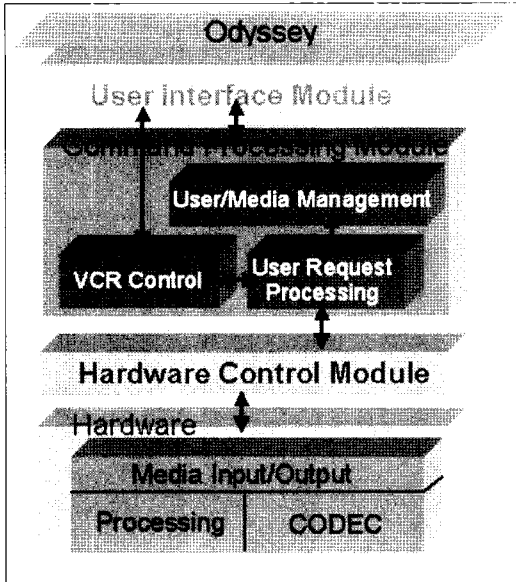 Odyssey
User Interface Module
Command Processing Module
User/Media Management
VCR Control
User Request
Processing
Hardware Control Module
Hardware
Media Input/Output
Processing
CODEC